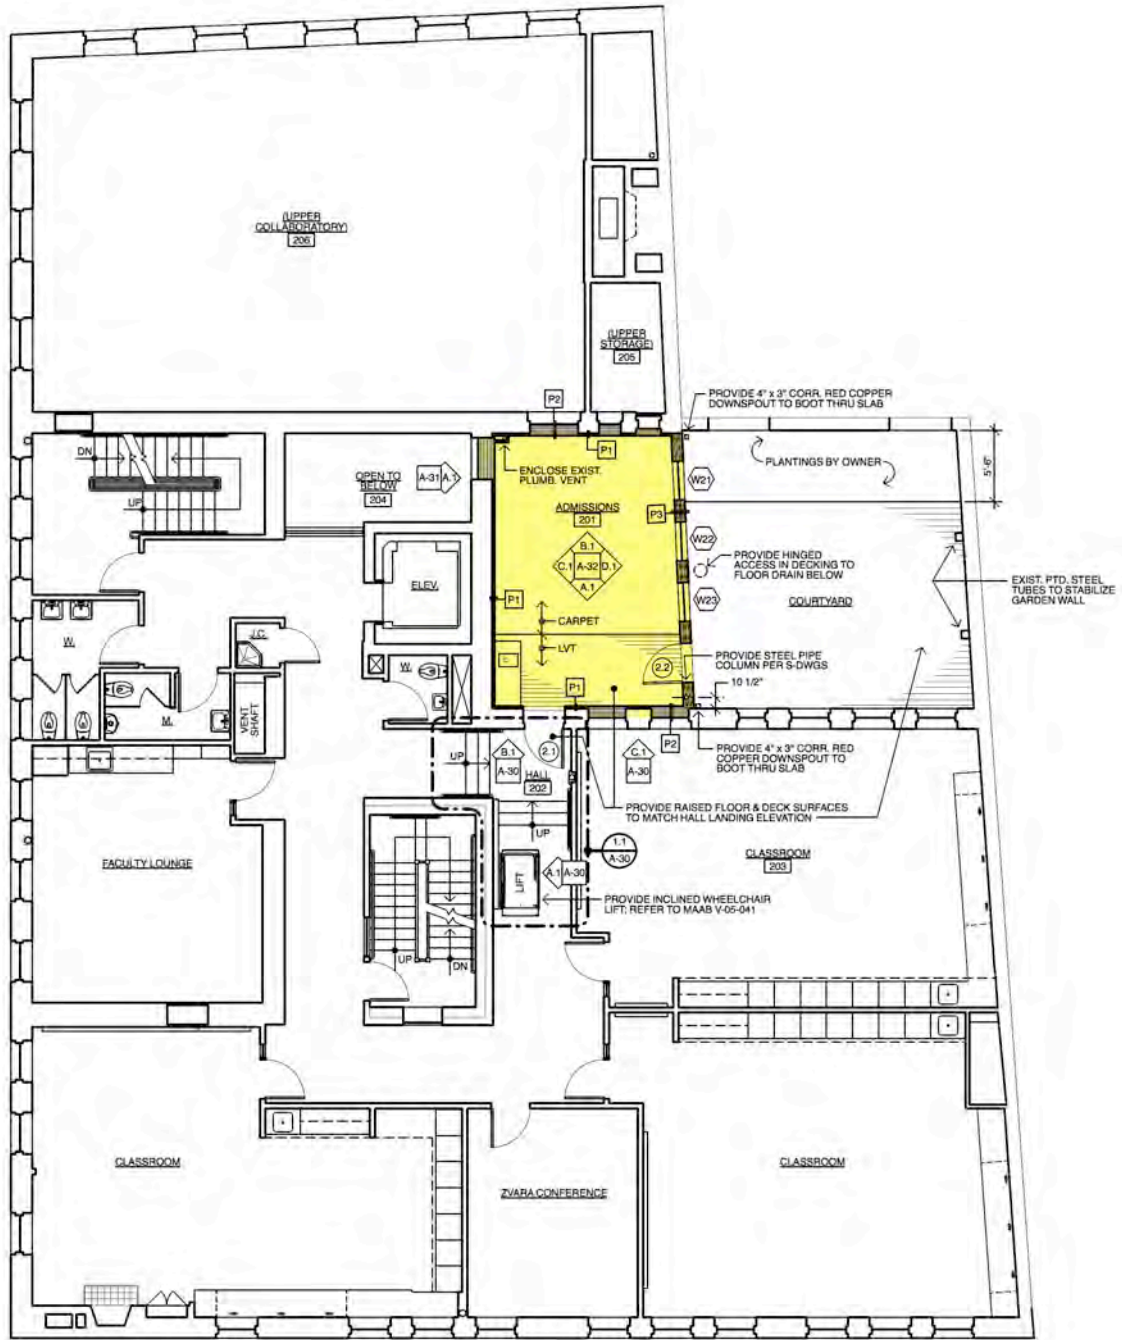 (UPPER
COLLABORATORY)
206
(UPPER
STORAGE)
205
P2
PROVIDE 4" x 3" CORR. RED COPPER
DOWNSPOUT TO BOOT THRU SLAB
DN
UP
OPEN TO
BELOW
204
A-31
A.1
ENCLOSE EXIST.
PLUMB. VENT
P1
ADMISSIONS
201
B.1
C.1
A-32
D.1
A.1
P3
W21
W22
W23
PLANTINGS BY OWNER
5'-6"
PROVIDE HINGED
ACCESS IN DECKING TO
FLOOR DRAIN BELOW
COURTYARD
EXIST. PTD. STEEL
TUBES TO STABILIZE
GARDEN WALL
ELEV.
P1
CARPET
LVT
W.
J.C.
W.
2.2
PROVIDE STEEL PIPE
COLUMN PER S-DWGS
10 1/2"
M.
VENT
SHAFT
P1
P2
PROVIDE 4" x 3" CORR. RED
COPPER DOWNSPOUT TO
BOOT THRU SLAB
UP
B.1
A-30
2.1
HALL
202
C.1
A-30
PROVIDE RAISED FLOOR & DECK SURFACES
TO MATCH HALL LANDING ELEVATION
UP
1.1
A-30
CLASSROOM
203
FACULTY LOUNGE
LIFT
A.1
A-30
PROVIDE INCLINED WHEELCHAIR
LIFT; REFER TO MAAB V-05-041
UP
DN
CLASSROOM
ZVARA CONFERENCE
CLASSROOM